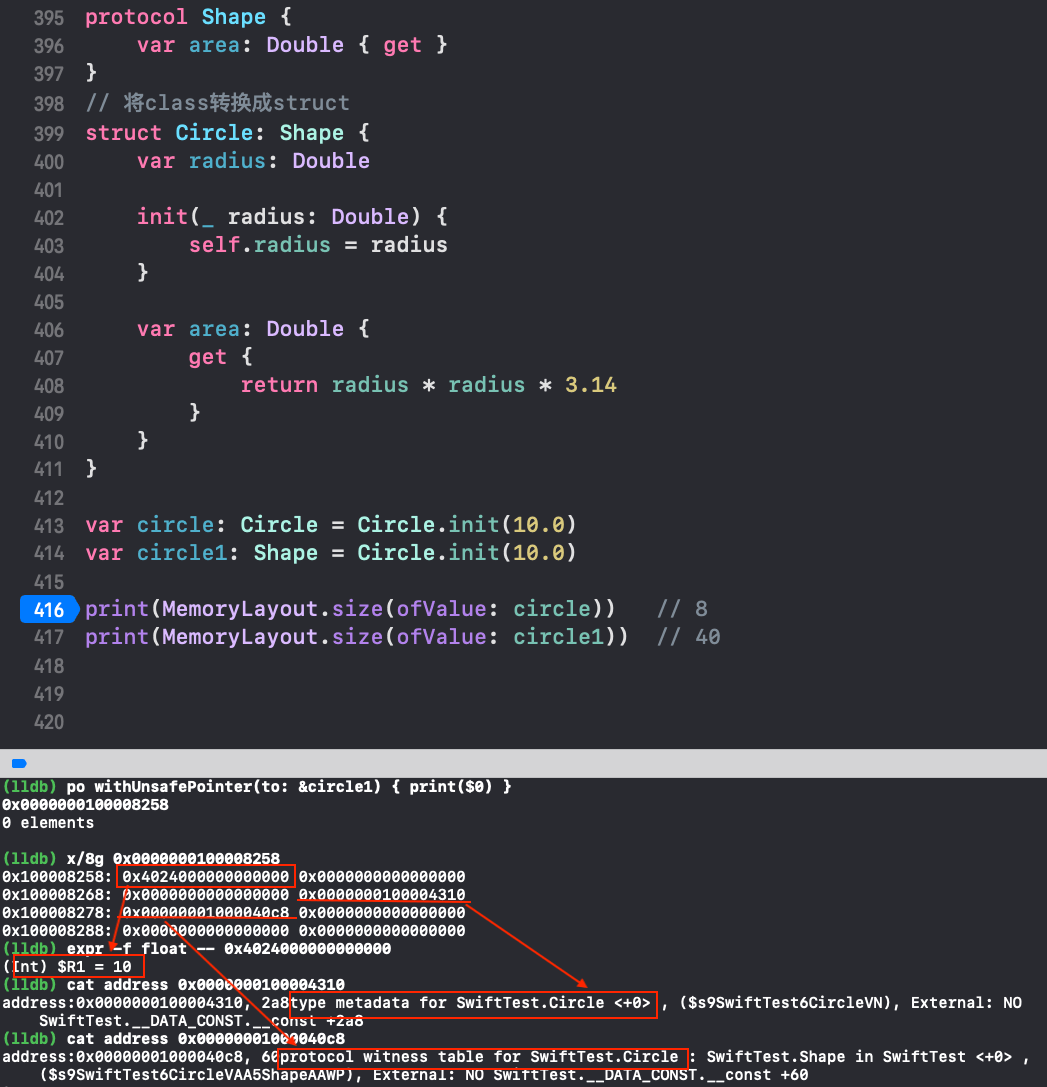 395 protocol Shape {
396     var area: Double { get }
397 }
398 // 将class转换成struct
399 struct Circle: Shape {
400     var radius: Double
401
402     init(_ radius: Double) {
403         self.radius = radius
404     }
405
406     var area: Double {
407         get {
408             return radius * radius * 3.14
409         }
410     }
411 }
412
413 var circle: Circle = Circle.init(10.0)
414 var circle1: Shape = Circle.init(10.0)
415
416 print(MemoryLayout.size(ofValue: circle))   // 8
417 print(MemoryLayout.size(ofValue: circle1))  // 40
418
419
420
(lldb) po withUnsafePointer(to: &circle1) { print($0) }
0x0000000100008258
0 elements
(lldb) x/8g 0x0000000100008258
0x100008258: 0x4024000000000000 0x0000000000000000
0x100008268: 0x0000000000000000 0x0000000100004310
0x100008278: 0x00000001000040c8 0x0000000000000000
0x100008288: 0x0000000000000000 0x0000000000000000
(lldb) expr -f float -- 0x4024000000000000
(Int) $R1 = 10
(lldb) cat address 0x0000000100004310
address:0x0000000100004310, 2a8type metadata for SwiftTest.Circle <+0> , ($s9SwiftTest6CircleVN), External: NO
SwiftTest.__DATA_CONST.__const +2a8
(lldb) cat address 0x00000001000040c8
address:0x00000001000040c8, 60protocol witness table for SwiftTest.Circle : SwiftTest.Shape in SwiftTest <+0> ,
($s9SwiftTest6CircleVAA5ShapeAAWP), External: NO SwiftTest.__DATA_CONST.__const +60